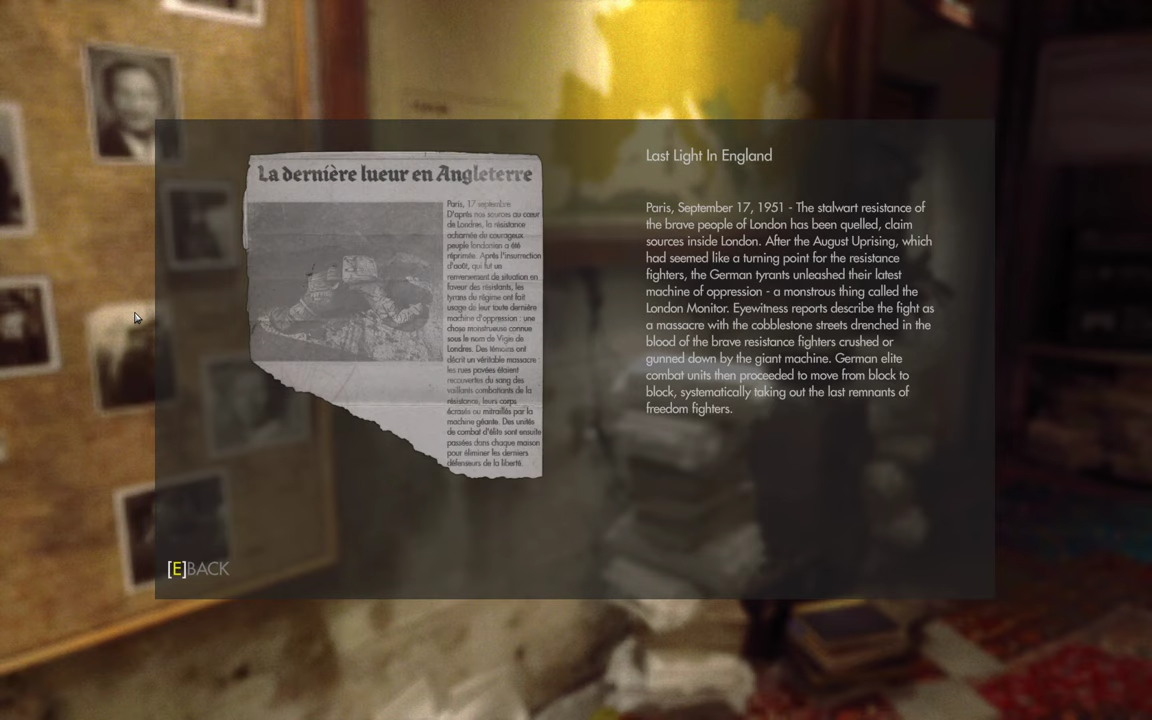 La dernière lueur en Angleterre
Paris, 17 septembre
D'après nos sources au cœur
de Londres, la résistance
acharnée de courageux
peuple londonien a été
réprimée. Après l'insurrection
d'août, qui fut un
renversement de situation en
faveur des résistants, les
tyrans du régime ont fait
usage de leur toute dernière
machine d'oppression : une
chose monstrueuse connue
sous le nom de Vigie de
Londres. Des témoins ont
décrit un véritable massacre
les rues pavées étaient
recouvertes du sang des
vaillants combattants de la
résistance, leurs corps
écrasés ou mitraillés par la
machine géante. Des unités
de combat d'élite sont ensuite
passées dans chaque maison
pour éliminer les derniers
défenseurs de la liberté.
Last Light In England
Paris, September 17, 1951 - The stalwart resistance of
the brave people of London has been quelled, claim
sources inside London. After the August Uprising, which
had seemed like a turning point for the resistance
fighters, the German tyrants unleashed their latest
machine of oppression - a monstrous thing called the
London Monitor. Eyewitness reports describe the fight as
a massacre with the cobblestone streets drenched in the
blood of the brave resistance fighters crushed or
gunned down by the giant machine. German elite
combat units then proceeded to move from block to
block, systematically taking out the last remnants of
freedom fighters.
[E]BACK